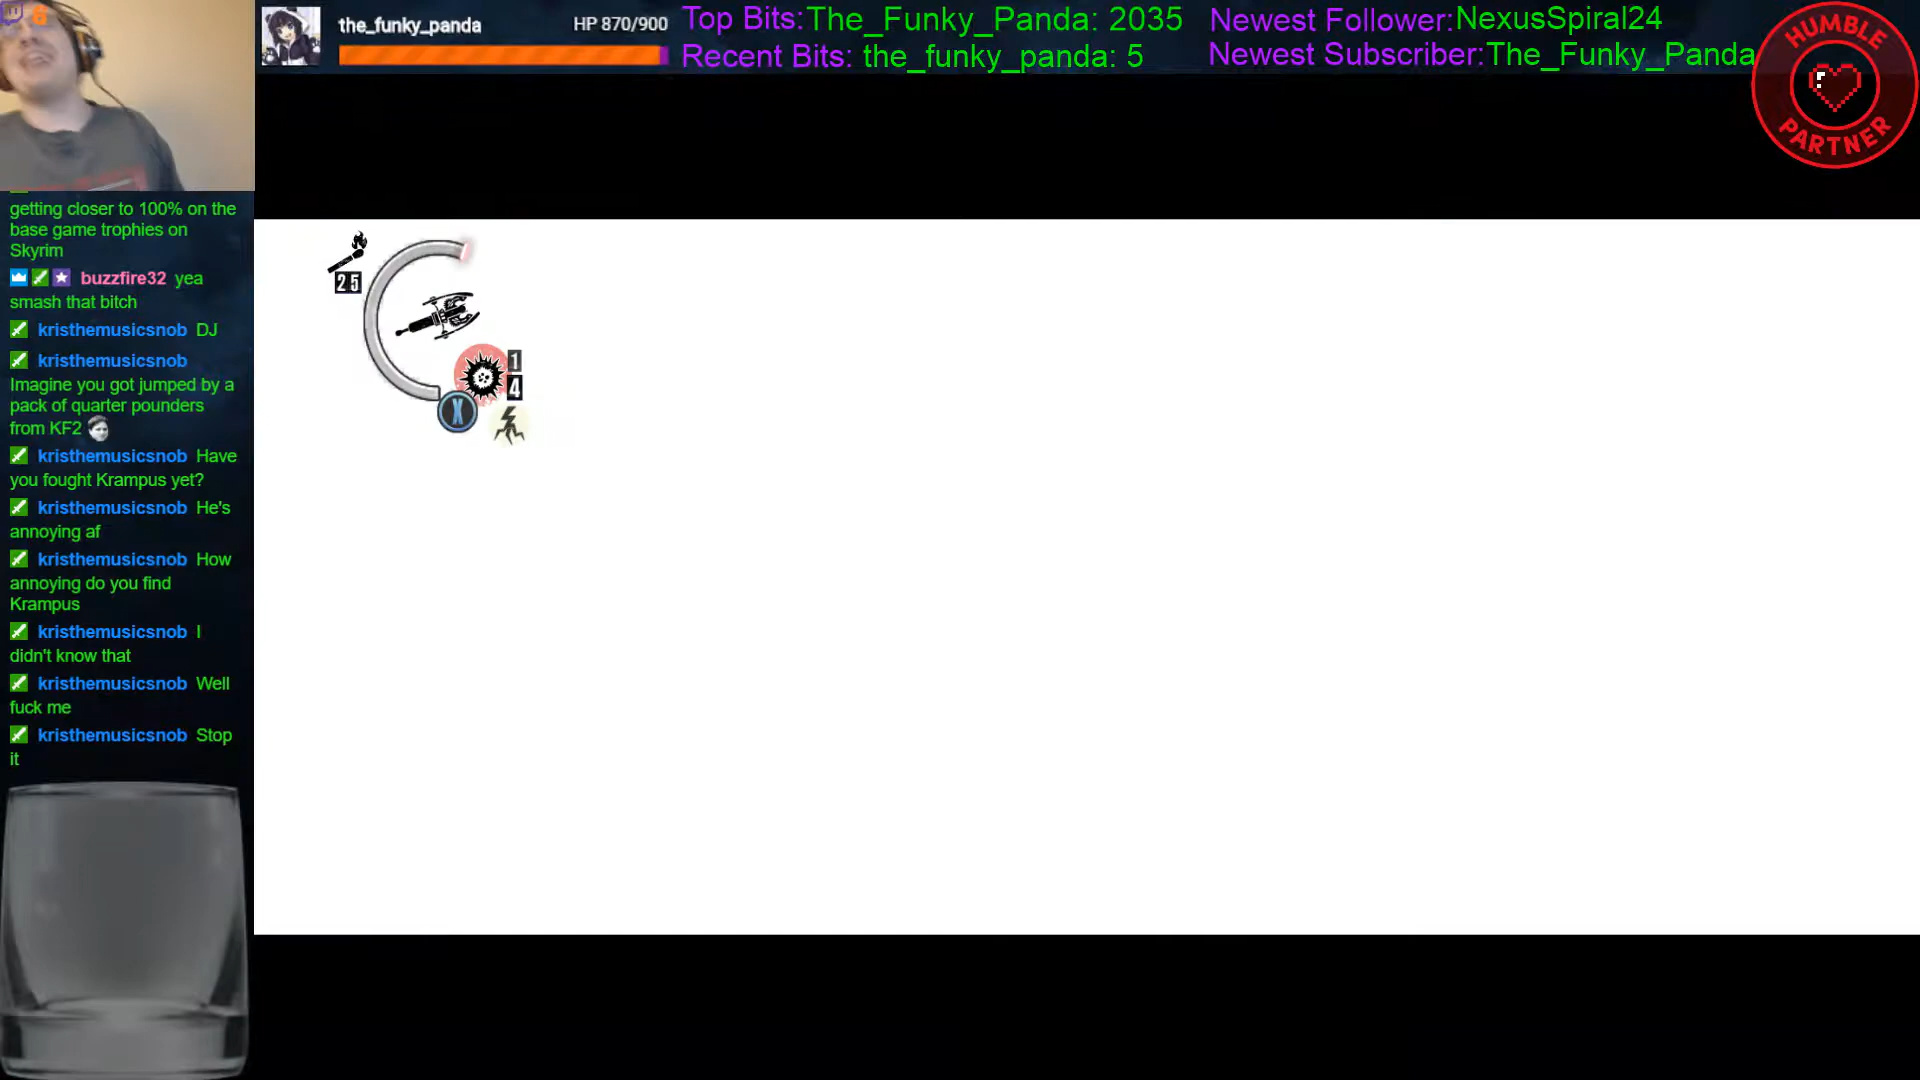 the_funky_panda HP 870/900
Top Bits:The_Funky_Panda: 2035
Recent Bits: the_funky_panda: 5
Newest Follower:NexusSpiral24
Newest Subscriber:The_Funky_Panda
HUMBLE
PARTNER
6
getting closer to 100% on the
base game trophies on
Skyrim
buzzfire32 yea
smash that bitch
kristhemusicsnob DJ
kristhemusicsnob
Imagine you got jumped by a
pack of quarter pounders
from KF2
kristhemusicsnob Have
you fought Krampus yet?
kristhemusicsnob He's
annoying af
kristhemusicsnob How
annoying do you find
Krampus
kristhemusicsnob I
didn't know that
kristhemusicsnob Well
fuck me
kristhemusicsnob Stop
it
25
1
4
X